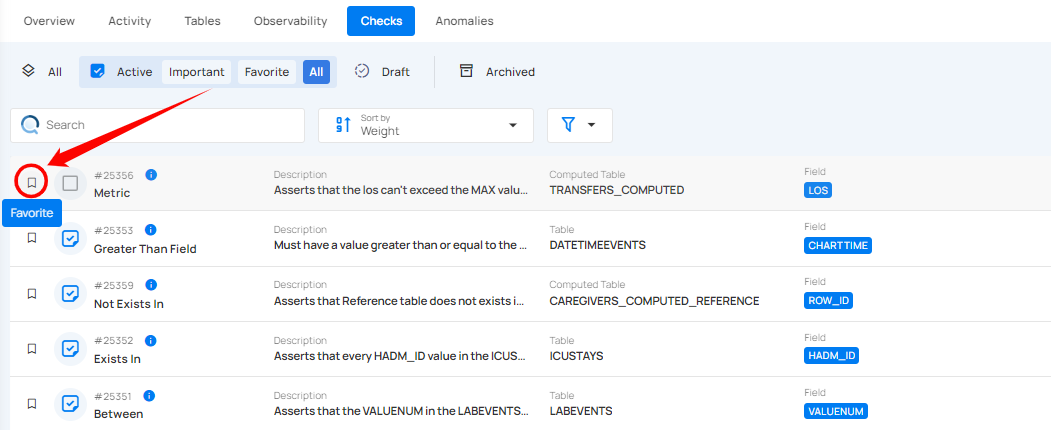 Overview Activity Tables Observability Checks Anomalies
All Active Important Favorite All Draft Archived
Search
Sort by
Weight
#25356
Metric
Description
Asserts that the los can't exceed the MAX valu...
Computed Table
TRANSFERS_COMPUTED
Field
LOS
Favorite
#25353
Greater Than Field
Description
Must have a value greater than or equal to the ...
Table
DATETIMEEVENTS
Field
CHARTTIME
#25359
Not Exists In
Description
Asserts that Reference table does not exists i...
Computed Table
CAREGIVERS_COMPUTED_REFERENCE
Field
ROW_ID
#25352
Exists In
Description
Asserts that every HADM_ID value in the ICUS...
Table
ICUSTAYS
Field
HADM_ID
#25351
Between
Description
Asserts that the VALUENUM in the LABEVENTS...
Table
LABEVENTS
Field
VALUENUM